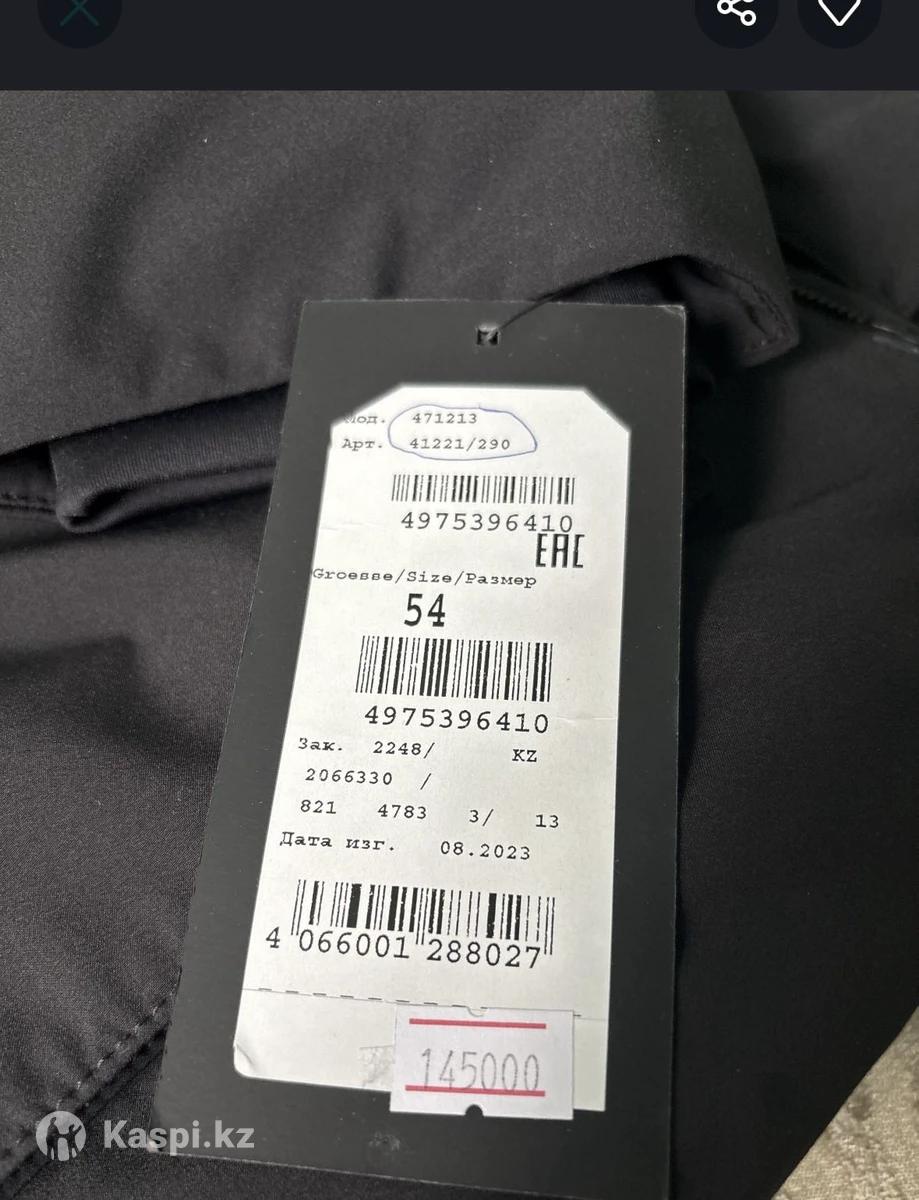 Мод. 471213
Арт. 41221/290
4975396410
EAC
Groesse/Size/Размер
54
4975396410
Зак. 2248/ KZ
2066330 /
821 4783 3/ 13
Дата изг. 08.2023
4 066001 288027
145000
Kaspi.kz